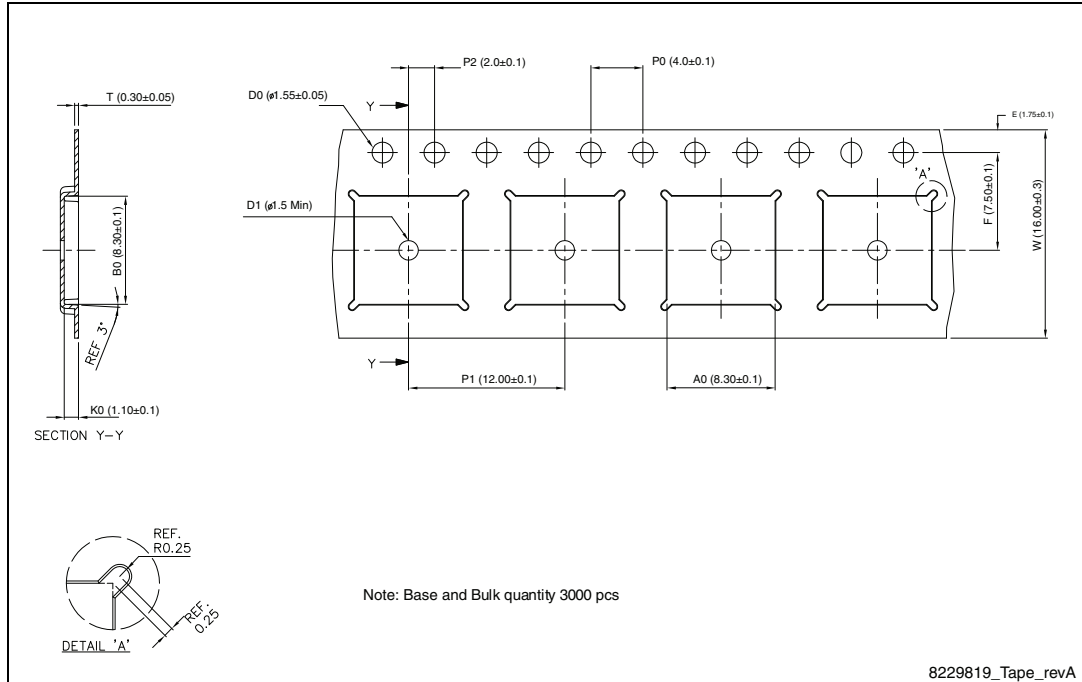 P2 (2.0±0.1)
P0 (4.0±0.1)
T (0.30±0.05)
D0 (ø1.55±0.05)
Y
E (1.75±0.1)
'A'
F (7.50±0.1)
W (16.00±0.3)
D1 (ø1.5 Min)
B0 (8.30±0.1)
REF 3°
Y
P1 (12.00±0.1)
A0 (8.30±0.1)
K0 (1.10±0.1)
SECTION Y-Y
REF.
R0.25
REF.
0.25
DETAIL 'A'
Note: Base and Bulk quantity 3000 pcs
8229819_Tape_revA